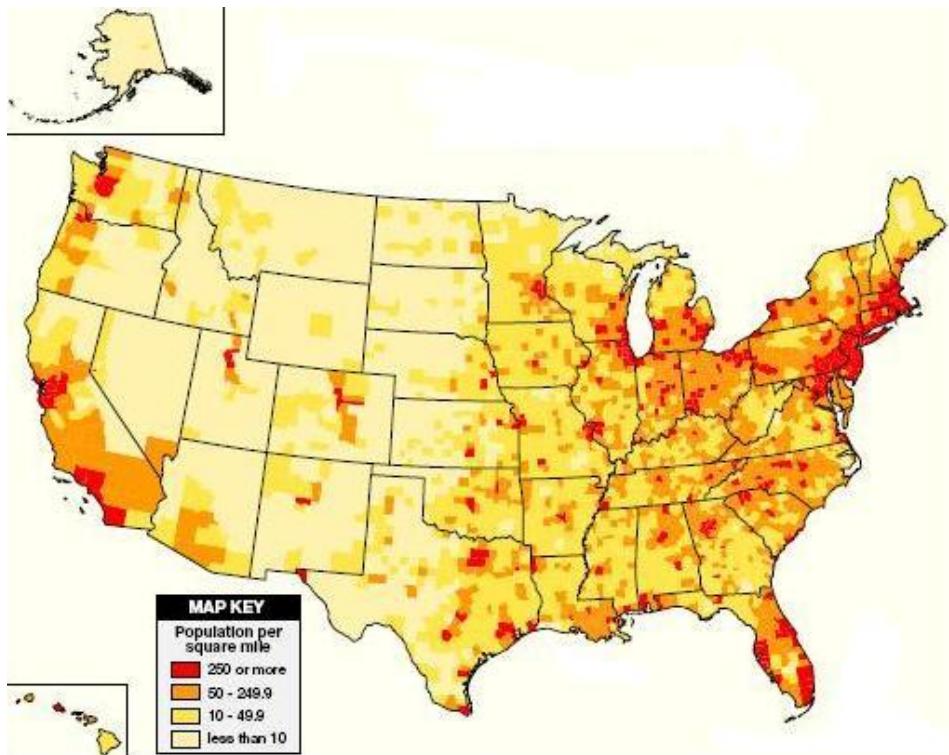 MAP KEY
Population per
square mile
250 or more
50 - 249.9
10 - 49.9
less than 10